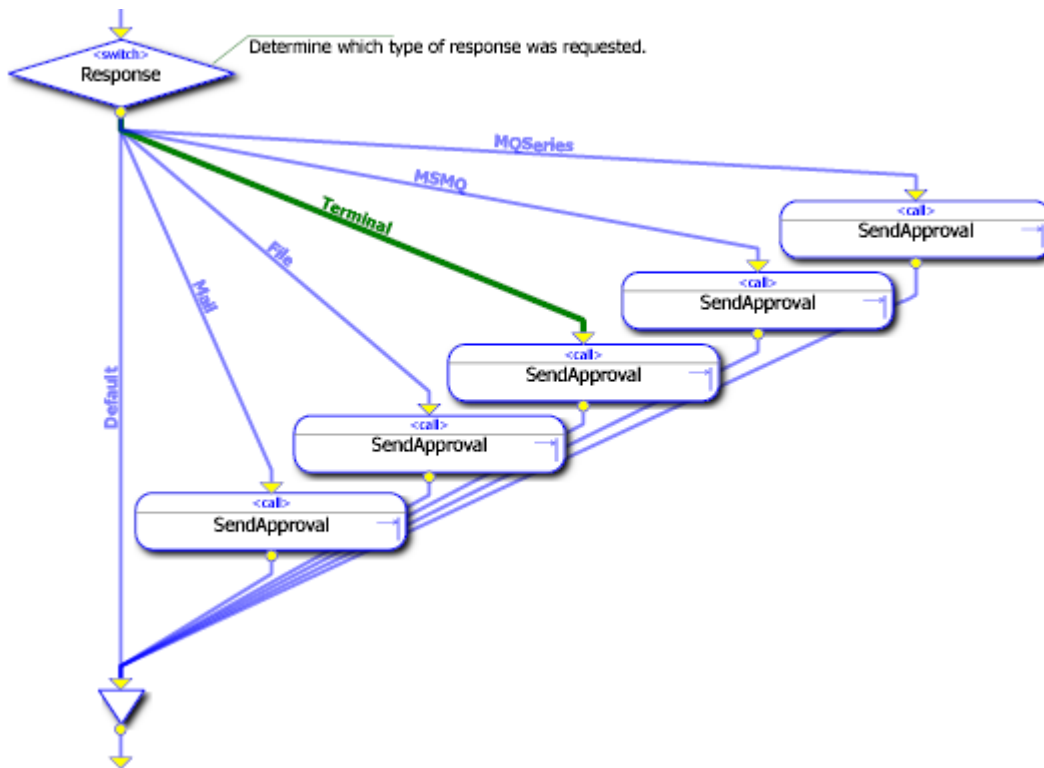 <switch>
Response
Determine which type of response was requested.
MQSeries
MSMQ
Terminal
File
Mail
Default
<call>
SendApproval
<call>
SendApproval
<call>
SendApproval
<call>
SendApproval
<call>
SendApproval